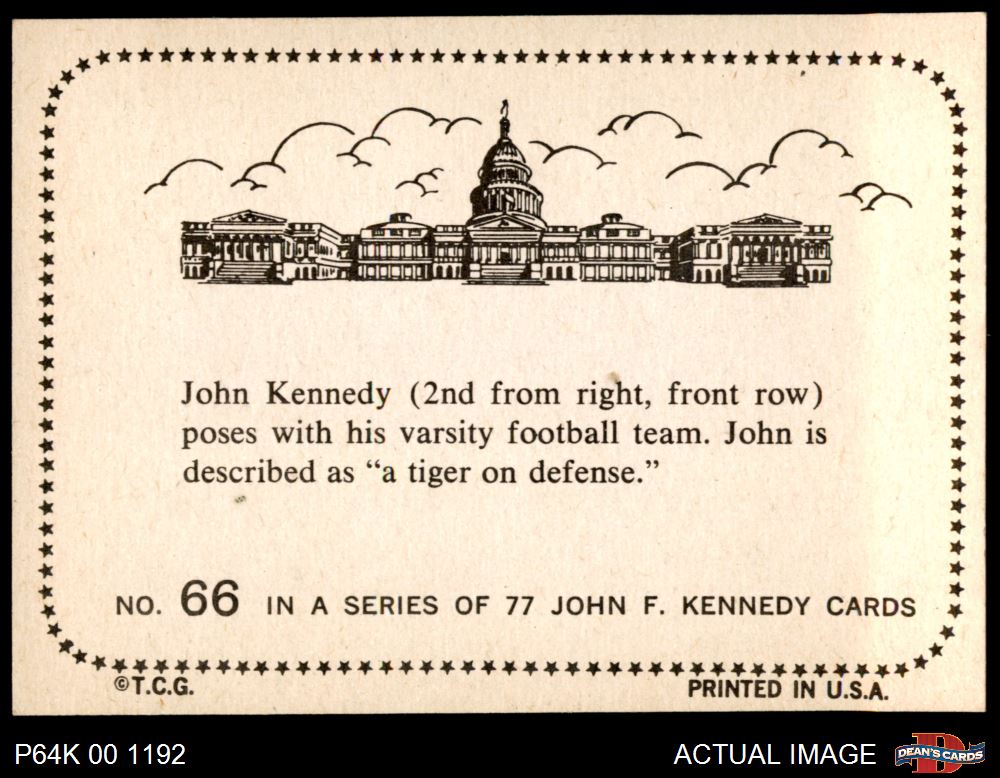 John Kennedy (2nd from right, front row)
poses with his varsity football team. John is
described as “a tiger on defense.”
NO. 66 IN A SERIES OF 77 JOHN F. KENNEDY CARDS
©T.C.G. PRINTED IN U.S.A.
P64K 00 1192 ACTUAL IMAGE DEAN'S CARDS